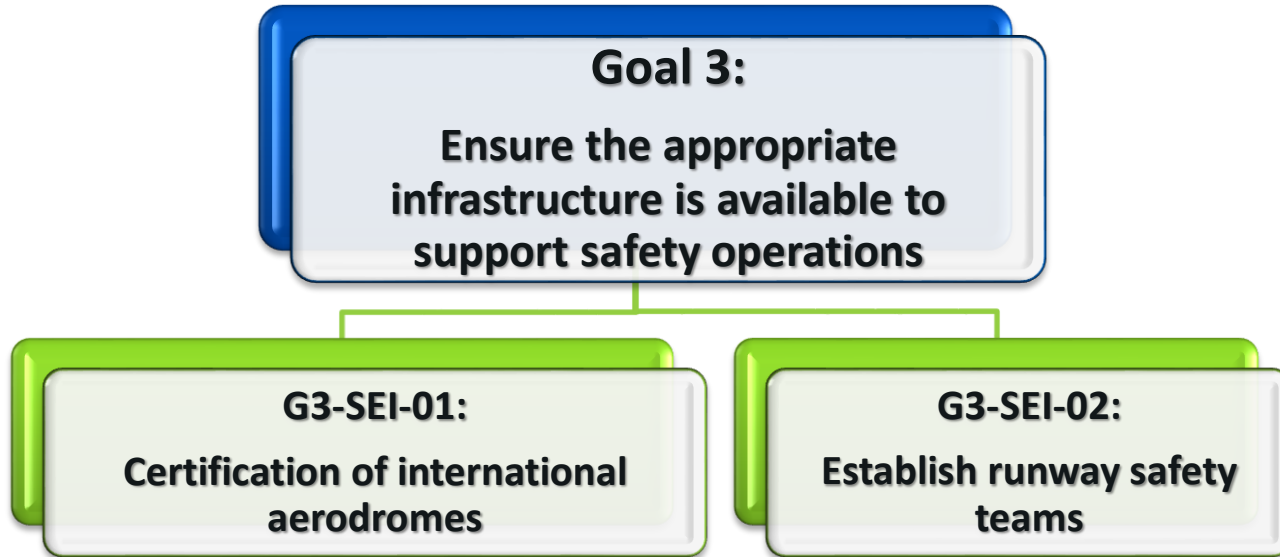 Goal 3:
Ensure the appropriate
infrastructure is available to
support safety operations
G3-SEI-01:
Certification of international
aerodromes
G3-SEI-02:
Establish runway safety
teams